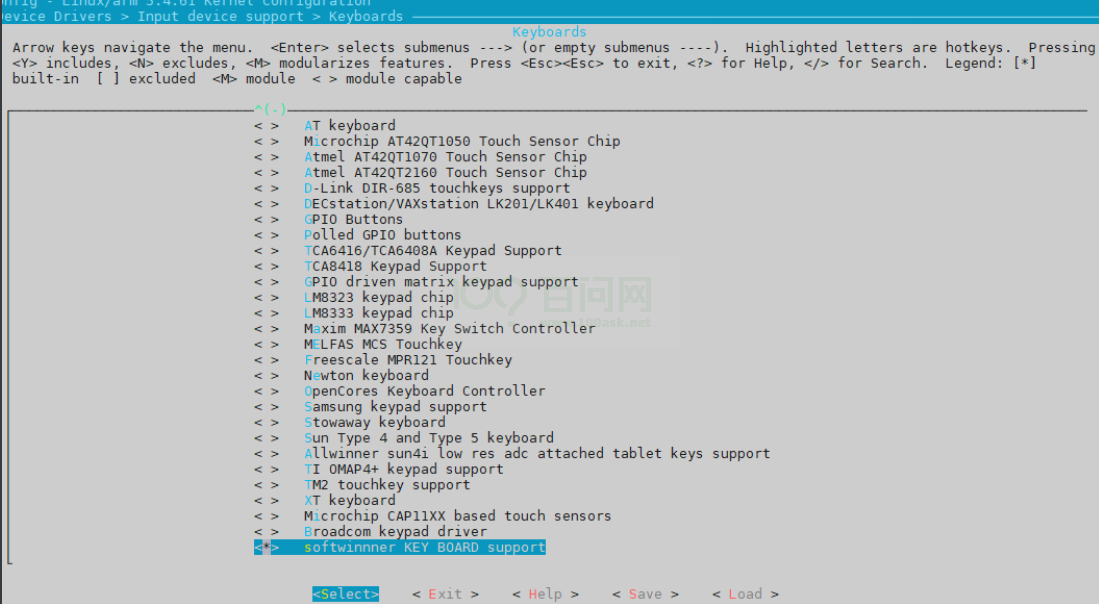 nfig - Linux/arm 5.4.61 Kernel Configuration
evice Drivers > Input device support > Keyboards
Keyboards
Arrow keys navigate the menu.  <Enter> selects submenus ---> (or empty submenus ----).  Highlighted letters are hotkeys.  Pressing
<Y> includes, <N> excludes, <M> modularizes features.  Press <Esc><Esc> to exit, <?> for Help, </> for Search.  Legend: [*]
built-in  [ ] excluded  <M> module  < > module capable
^(-)
< >   AT keyboard
< >   Microchip AT42QT1050 Touch Sensor Chip
< >   Atmel AT42QT1070 Touch Sensor Chip
< >   Atmel AT42QT2160 Touch Sensor Chip
< >   D-Link DIR-685 touchkeys support
< >   DECstation/VAXstation LK201/LK401 keyboard
< >   GPIO Buttons
< >   Polled GPIO buttons
< >   TCA6416/TCA6408A Keypad Support
< >   TCA8418 Keypad Support
< >   GPIO driven matrix keypad support
< >   LM8323 keypad chip
< >   LM8333 keypad chip
< >   Maxim MAX7359 Key Switch Controller
< >   MELFAS MCS Touchkey
< >   Freescale MPR121 Touchkey
< >   Newton keyboard
< >   OpenCores Keyboard Controller
< >   Samsung keypad support
< >   Stowaway keyboard
< >   Sun Type 4 and Type 5 keyboard
< >   Allwinner sun4i low res adc attached tablet keys support
< >   TI OMAP4+ keypad support
< >   TM2 touchkey support
< >   XT keyboard
< >   Microchip CAP11XX based touch sensors
< >   Broadcom keypad driver
<*>   softwinnner KEY BOARD support
<Select>    < Exit >    < Help >    < Save >    < Load >
百问网